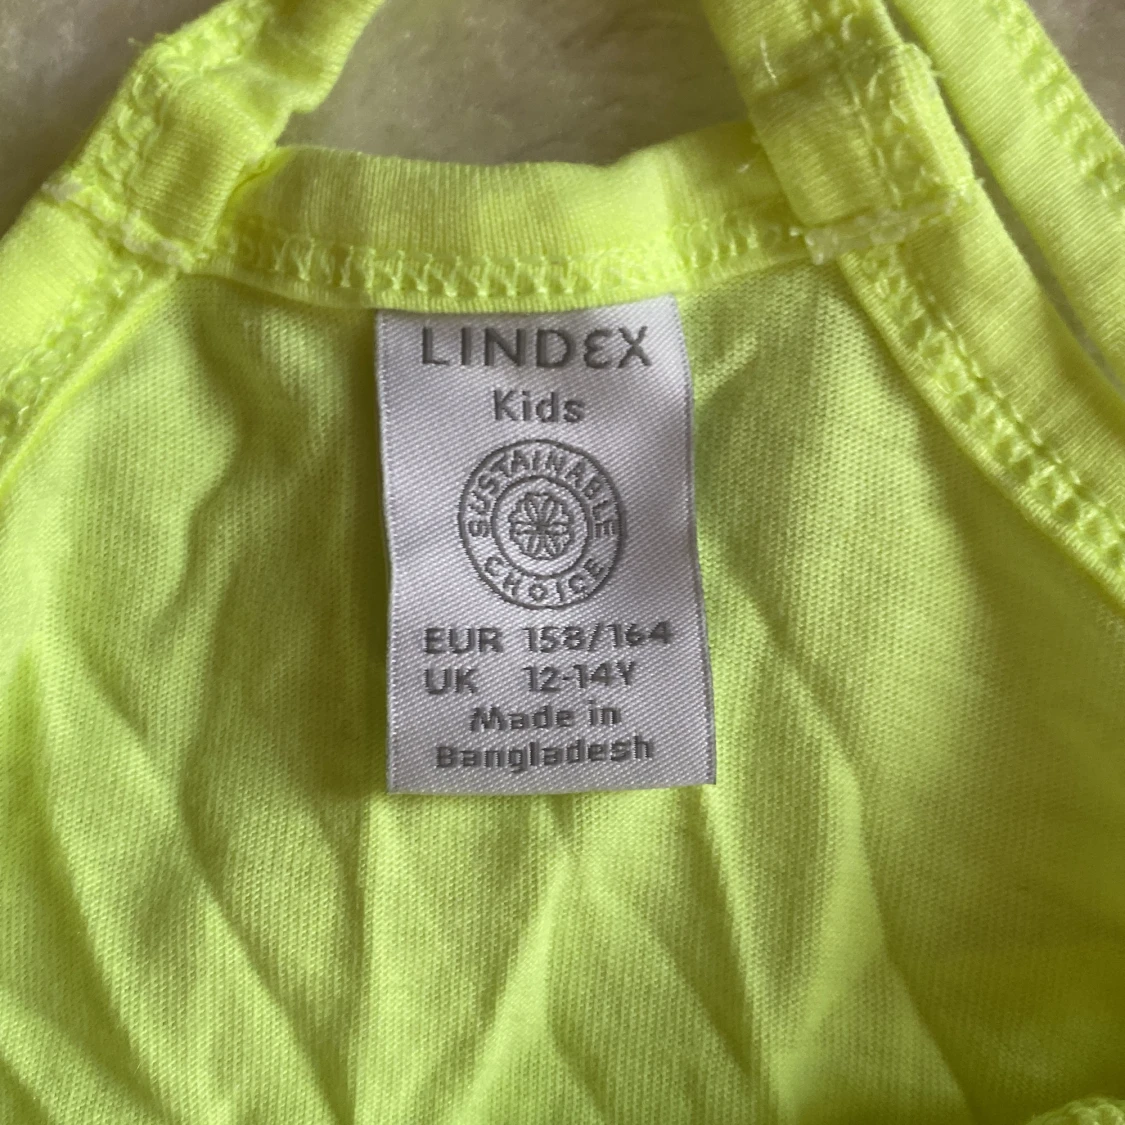 LINDEX
Kids
SUSTAINABLE
CHOICE
EUR 158/164
UK 12-14Y
Made in
Bangladesh